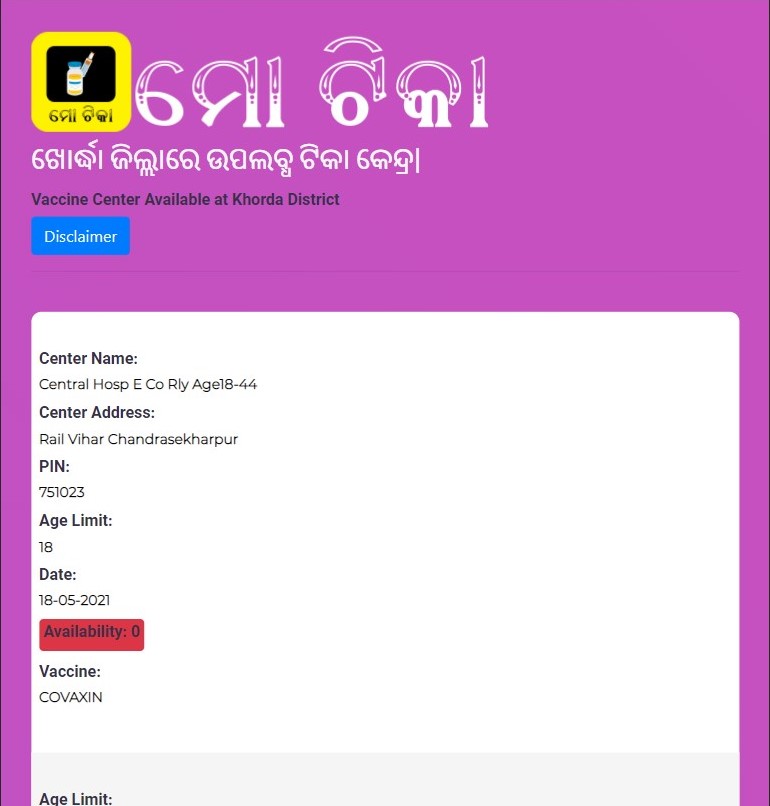 ମୋ ଟିକା
ମୋ ଟିକା
ଖୋର୍ଦ୍ଧା ଜିଲ୍ଲାରେ ଉପଲବ୍ଧ ଟିକା କେନ୍ଦ୍ର|
Vaccine Center Available at Khorda District
Disclaimer
Center Name:
Central Hosp E Co Rly Age18-44
Center Address:
Rail Vihar Chandrasekharpur
PIN:
751023
Age Limit:
18
Date:
18-05-2021
Availability: 0
Vaccine:
COVAXIN
Age Limit: